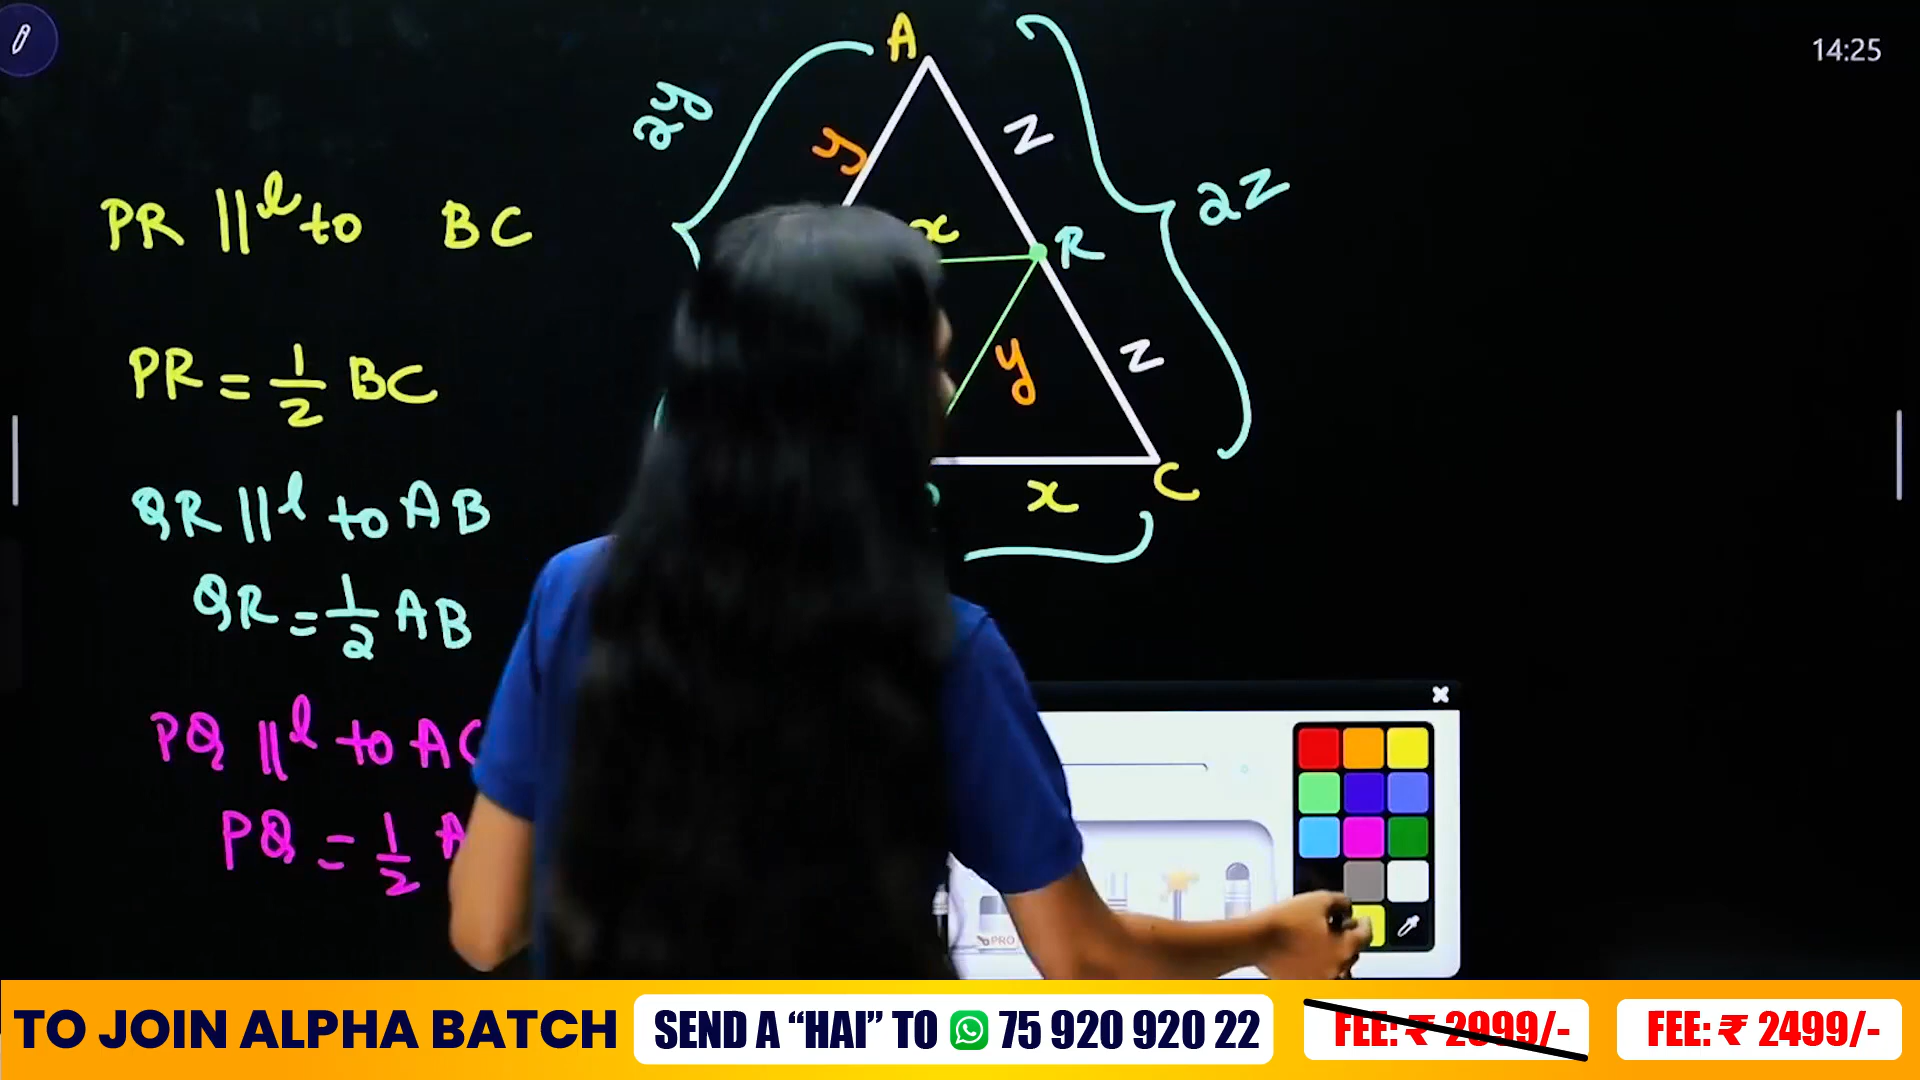 14:25
A
2y
y
z
2z
PR ||ˡ to BC
x
R
PR = 1/2 BC
y
z
QR ||ˡ to AB
x
C
QR = 1/2 AB
PQ ||ˡ to AC
PQ = 1/2 A
PRO
TO JOIN ALPHA BATCH
SEND A “HAI” TO 75 920 920 22
FEE: ₹ 2999/-
FEE: ₹ 2499/-